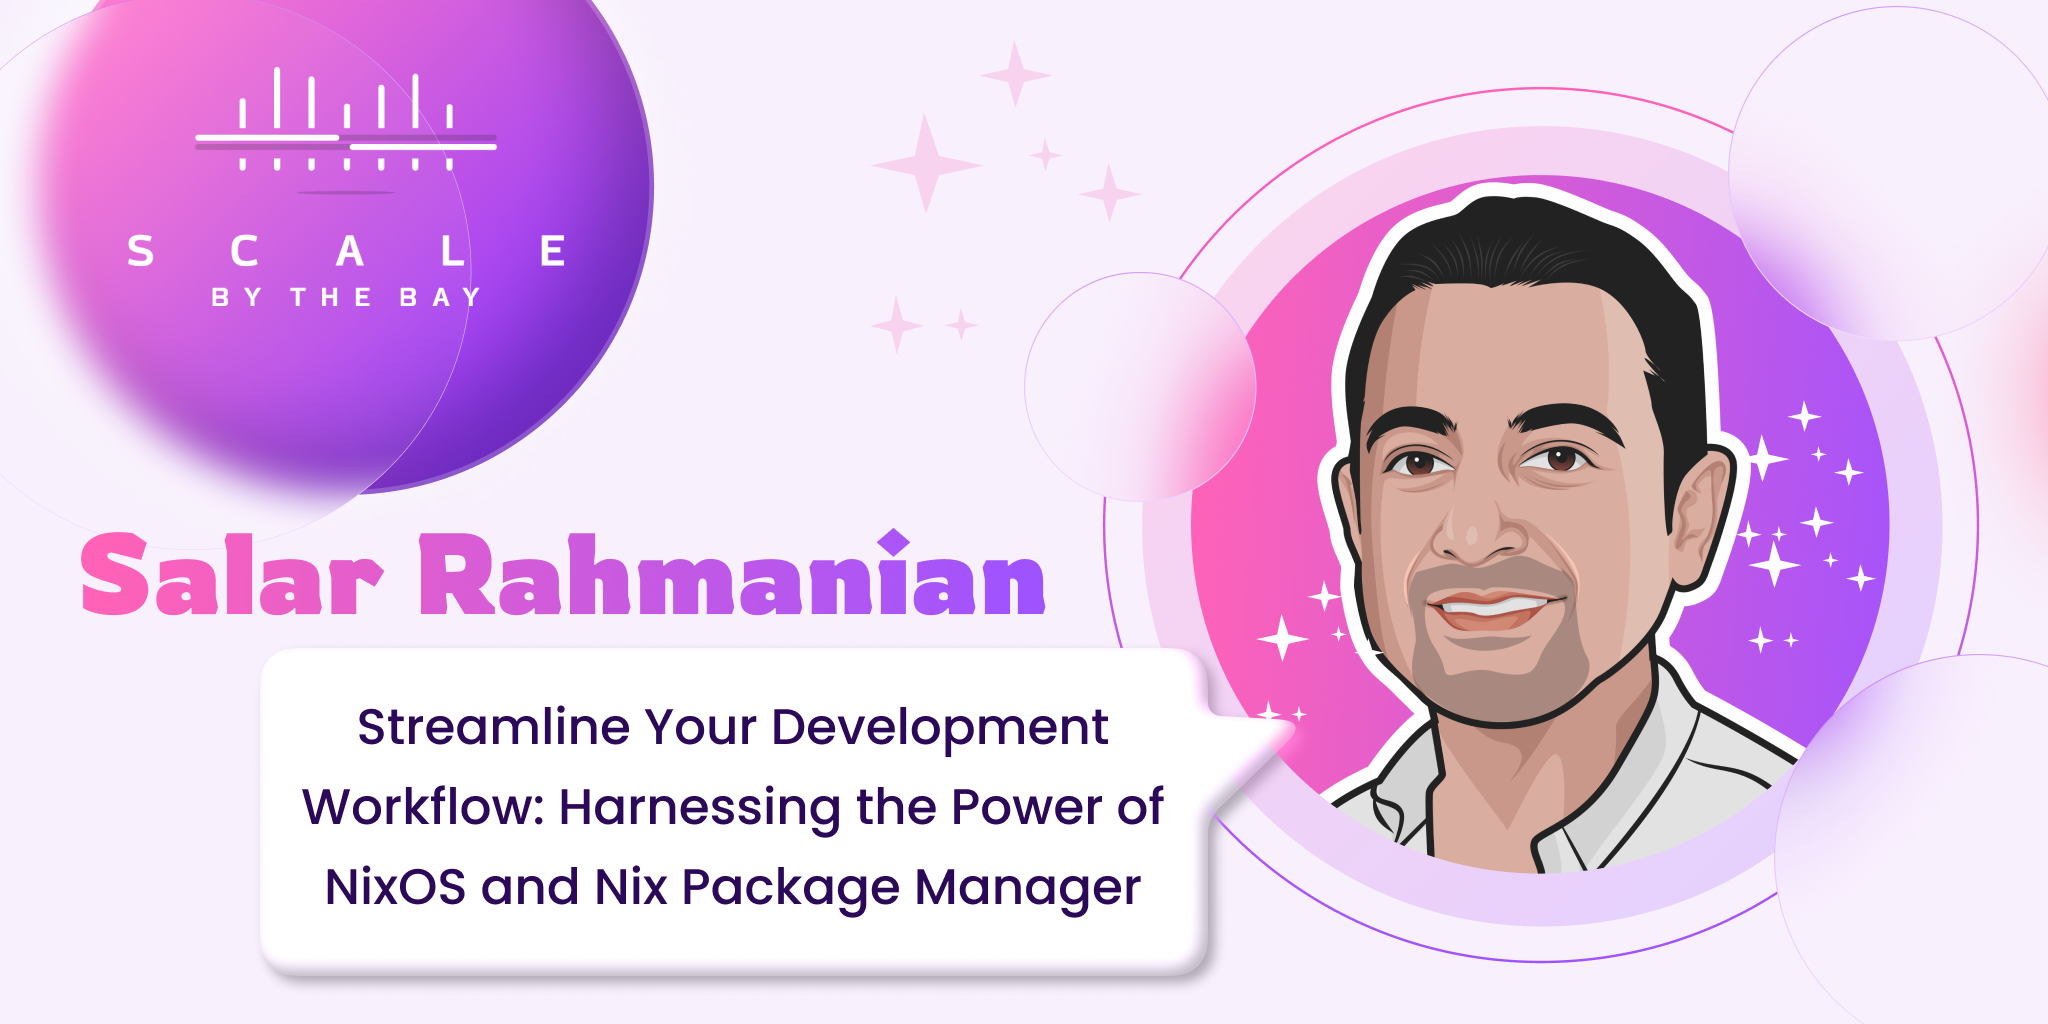 SCALE
BY THE BAY
Salar Rahmanian
Streamline Your Development
Workflow: Harnessing the Power of
NixOS and Nix Package Manager